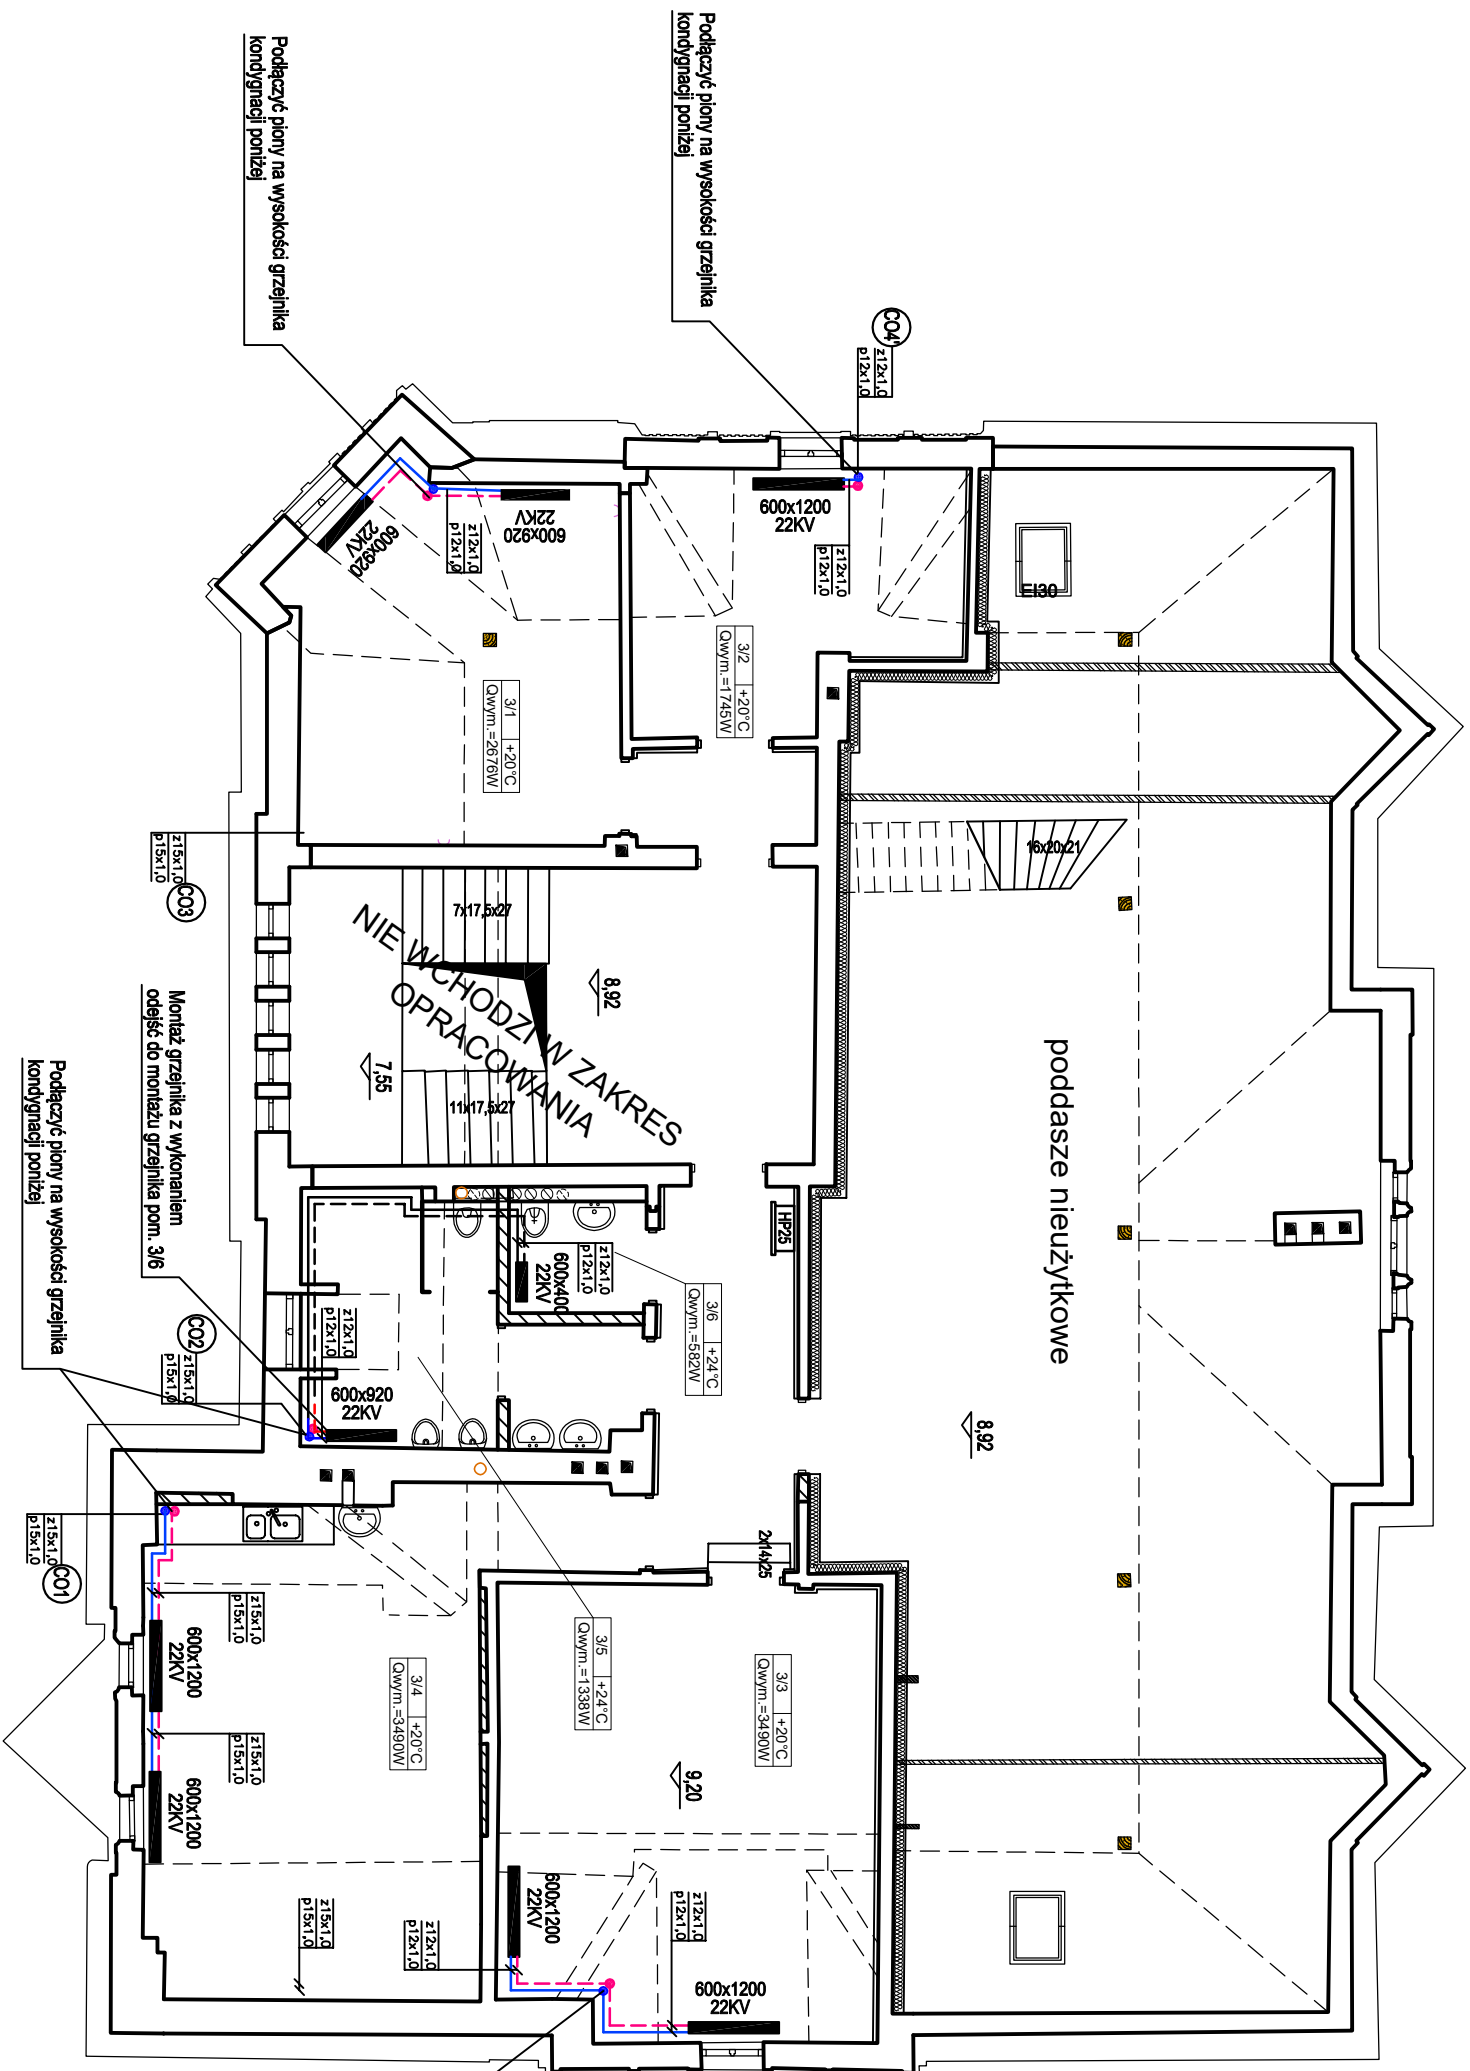 Podłączyć piony na wysokości grzejnika
kondygnacji poniżej
Podłączyć piony na wysokości grzejnika
kondygnacji poniżej
CO4'
z12x1,0
p12x1,0
600x1200
22KV
z12x1,0
p12x1,0
EI30
600x920
22KV
600x920
22KV
z12x1,0
p12x1,0
3/2 +20°C
Qwym.=1745W
3/1 +20°C
Qwym.=2676W
z15x1,0
p15x1,0
CO3
16x20x21
7x17,5x27
8,92
NIE WCHODZI W ZAKRES
OPRACOWANIA
7,55
11x17,5x27
poddasze nieużytkowe
Montaż grzejnika z wykonaniem
odejść do montażu grzejnika pom. 3/6
Podłączyć piony na wysokości grzejnika
kondygnacji poniżej
HP25
z12x1,0
p12x1,0
600x400
22KV
3/6 +24°C
Qwym.=582W
z12x1,0
p12x1,0
CO2
z15x1,0
p15x1,0
600x920
22KV
8,92
z15x1,0
p15x1,0
CO1
2x14x25
z15x1,0
p15x1,0
600x1200
22KV
3/5 +24°C
Qwym.=1338W
3/3 +20°C
Qwym.=3490W
3/4 +20°C
Qwym.=3490W
z15x1,0
p15x1,0
600x1200
22KV
9,20
600x1200
22KV
z12x1,0
p12x1,0
z15x1,0
p15x1,0
z12x1,0
p12x1,0
600x1200
22KV